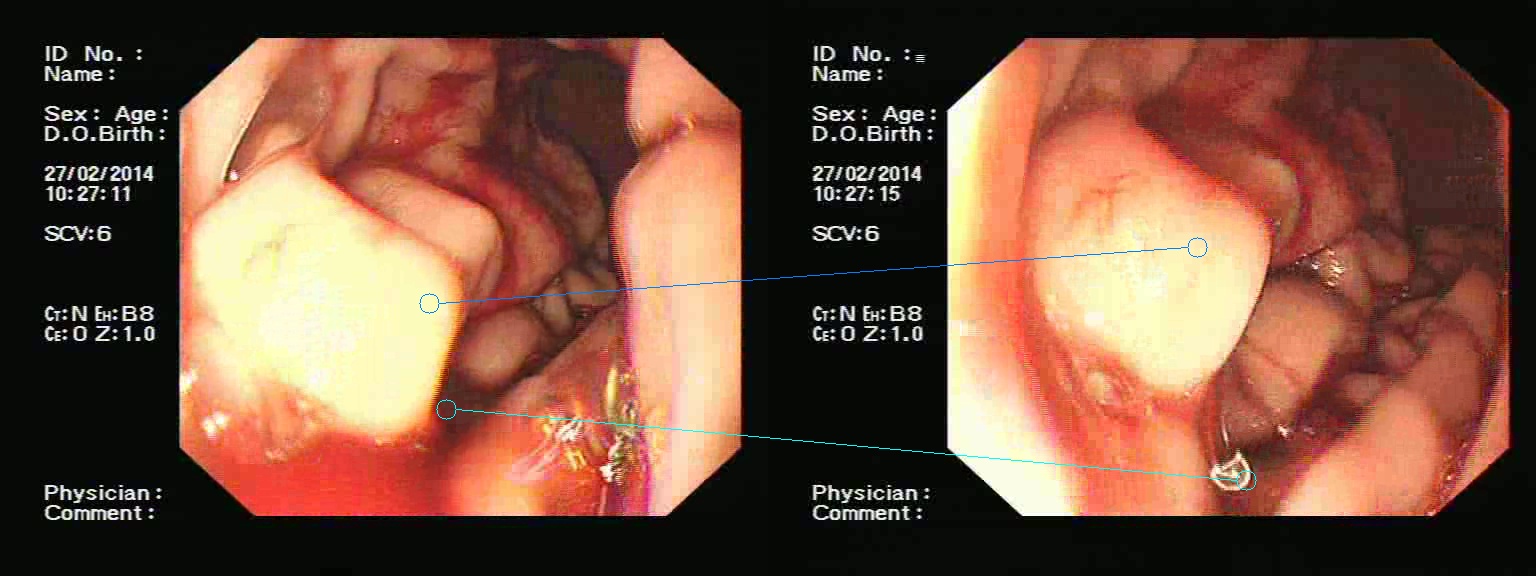 ID No. :
Name:
Sex: Age:
D.O.Birth:
27/02/2014
10:27:11
SCV:6
CT:N EH:B8
CE:0 Z:1.0
Physician:
Comment:
ID No. :
Name:
Sex: Age:
D.O.Birth:
27/02/2014
10:27:15
SCV:6
CT:N EH:B8
CE:0 Z:1.0
Physician:
Comment: